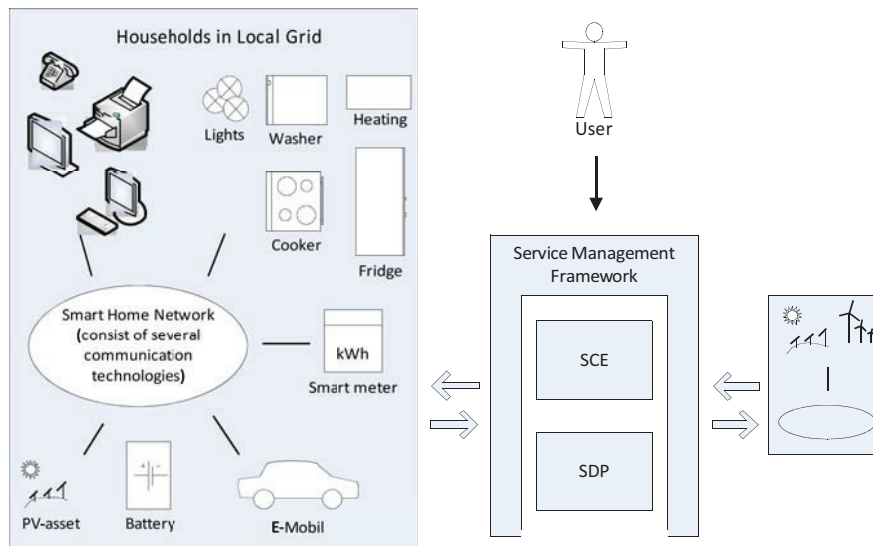 Households in Local Grid
Lights
Washer
Heating
Cooker
Fridge
Smart Home Network
(consist of several
communication
technologies)
kWh
Smart meter
PV-asset
Battery
E-Mobil
User
Service Management
Framework
SCE
SDP